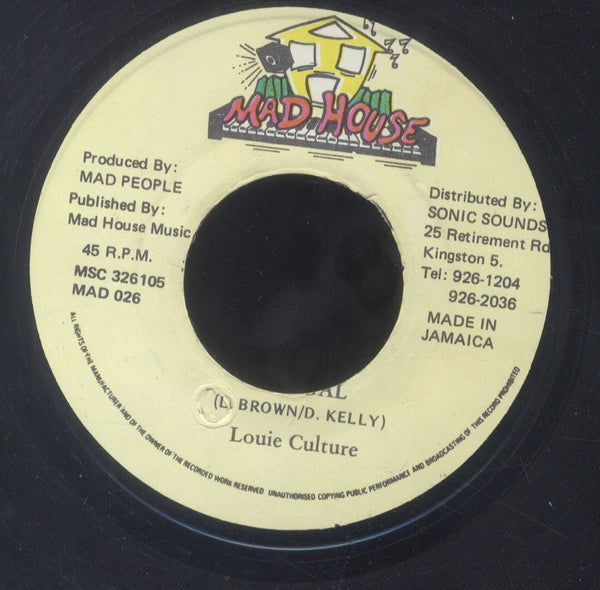 MAD HOUSE
Produced By:
MAD PEOPLE
Published By:
Mad House Music
45 R.P.M.
MSC 326105
MAD 026
Distributed By:
SONIC SOUNDS
25 Retirement Rd
Kingston 5.
Tel: 926-1204
926-2036
MADE IN
JAMAICA
(L. BROWN/D. KELLY)
Louie Culture
ALL RIGHTS OF THE MANUFACTURER AND OF THE OWNER OF THE RECORDED WORK RESERVED UNAUTHORISED COPYING PUBLIC PERFORMANCE AND BROADCASTING OF THIS RECORD PROHIBITED